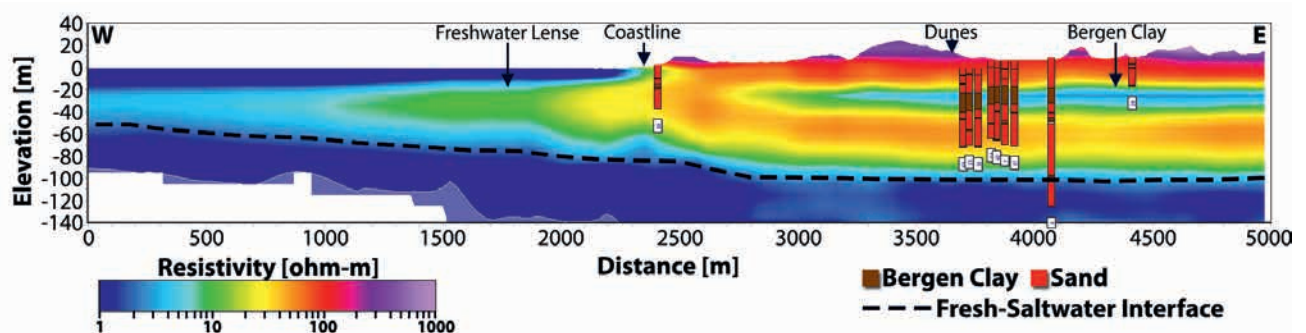 40
W
Freshwater Lense
Coastline
Dunes
Bergen Clay
E
20
0
-20
-40
-60
-80
-100
-120
-140
Elevation [m]
0 500 1000 1500 2000 2500 3000 3500 4000 4500 5000
Distance [m]
Resistivity [ohm-m]
1 10 100 1000
Bergen Clay Sand
Fresh-Saltwater Interface